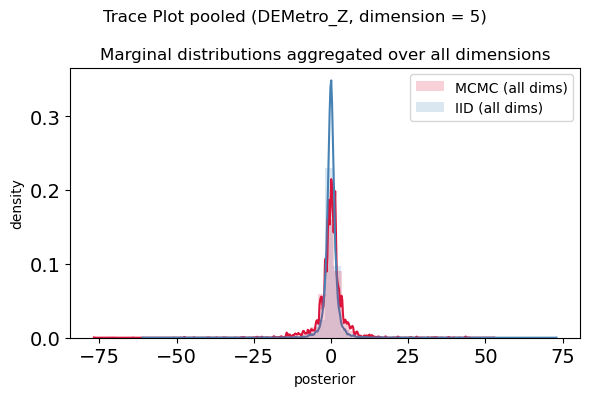 Trace Plot pooled (DEMetro_Z, dimension = 5)
Marginal distributions aggregated over all dimensions
MCMC (all dims)
IID (all dims)
density
0.3
0.2
0.1
0.0
−75
−50
−25
0
25
50
75
posterior